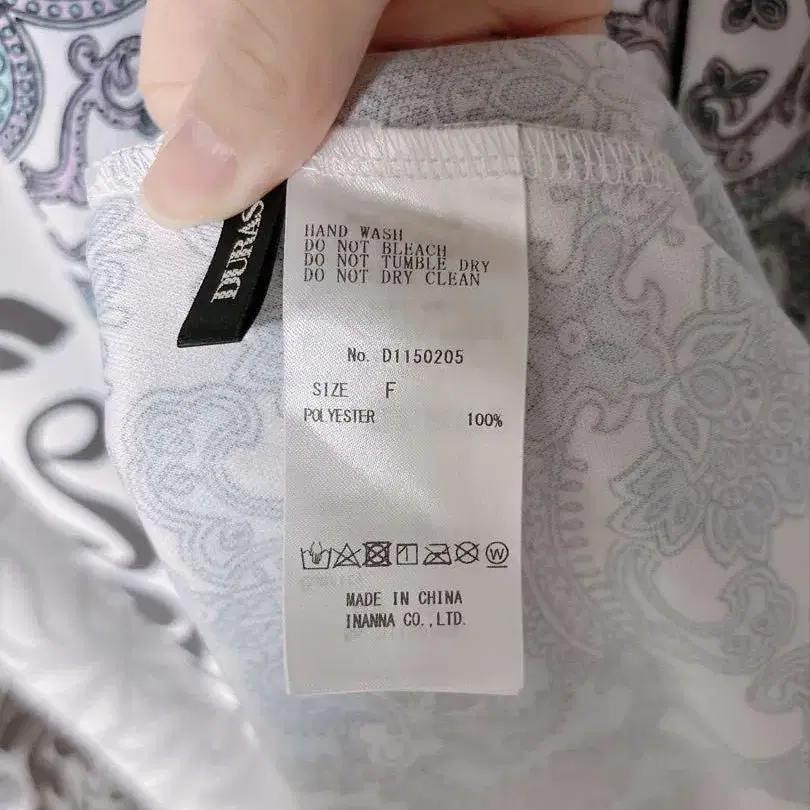 DURAS
HAND WASH
DO NOT BLEACH
DO NOT TUMBLE DRY
DO NOT DRY CLEAN
No. D1150205
SIZE F
POLYESTER 100%
W
MADE IN CHINA
INANNA CO.,LTD.